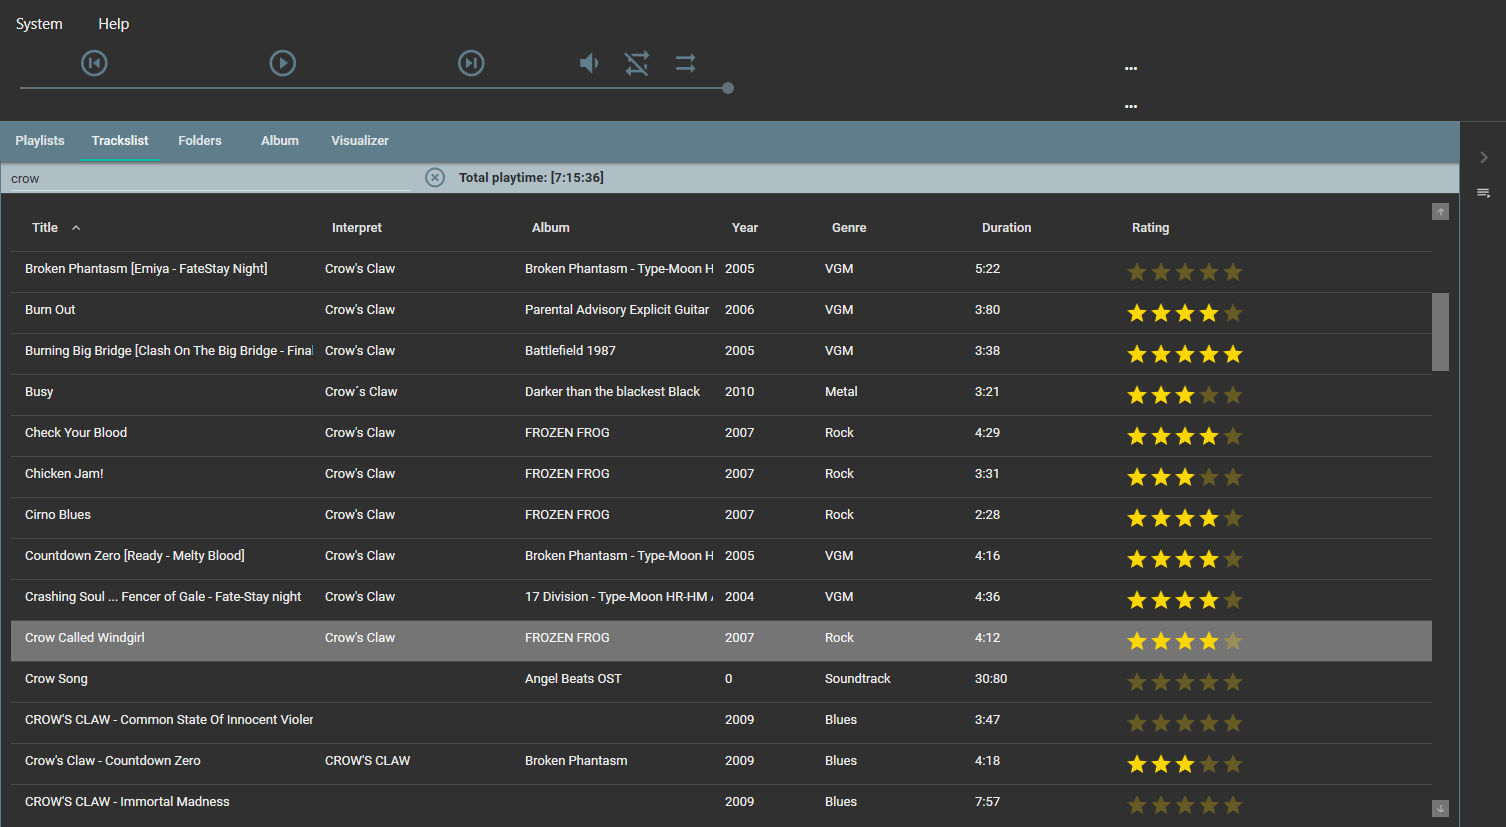 System Help
...
...
Playlists Trackslist Folders Album Visualizer
crow Total playtime: [7:15:36]
Title Interpret Album Year Genre Duration Rating
Broken Phantasm [Emiya - FateStay Night] Crow's Claw Broken Phantasm - Type-Moon H 2005 VGM 5:22
Burn Out Crow's Claw Parental Advisory Explicit Guitar 2006 VGM 3:80
Burning Big Bridge [Clash On The Big Bridge - Final Crow's Claw Battlefield 1987 2005 VGM 3:38
Busy Crow´s Claw Darker than the blackest Black 2010 Metal 3:21
Check Your Blood Crow's Claw FROZEN FROG 2007 Rock 4:29
Chicken Jam! Crow's Claw FROZEN FROG 2007 Rock 3:31
Cirno Blues Crow's Claw FROZEN FROG 2007 Rock 2:28
Countdown Zero [Ready - Melty Blood] Crow's Claw Broken Phantasm - Type-Moon H 2005 VGM 4:16
Crashing Soul ... Fencer of Gale - Fate-Stay night Crow's Claw 17 Division - Type-Moon HR-HM 2004 VGM 4:36
Crow Called Windgirl Crow's Claw FROZEN FROG 2007 Rock 4:12
Crow Song Angel Beats OST 0 Soundtrack 30:80
CROW'S CLAW - Common State Of Innocent Violer 2009 Blues 3:47
Crow's Claw - Countdown Zero CROW'S CLAW Broken Phantasm 2009 Blues 4:18
CROW'S CLAW - Immortal Madness 2009 Blues 7:57